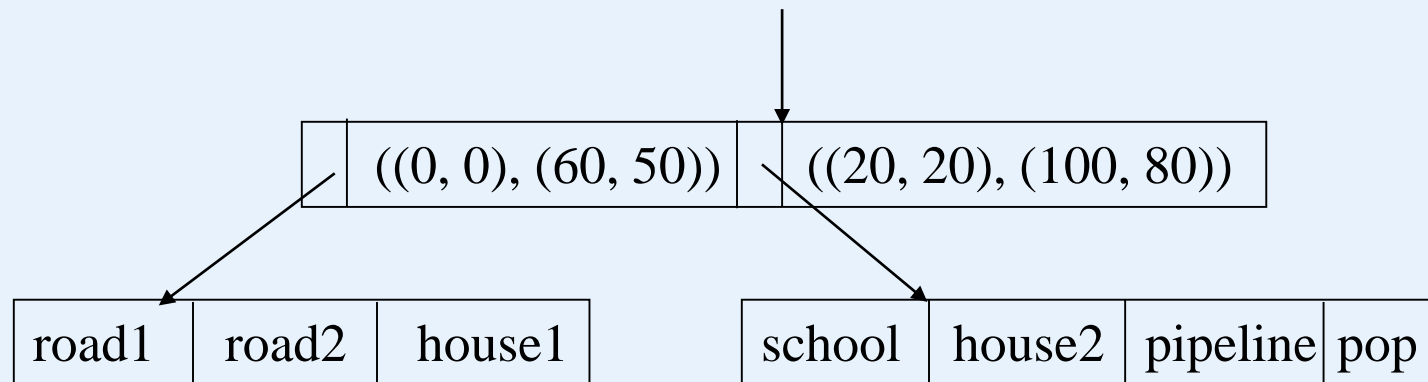 ((0, 0), (60, 50)) ((20, 20), (100, 80))
road1 road2 house1 school house2 pipeline pop